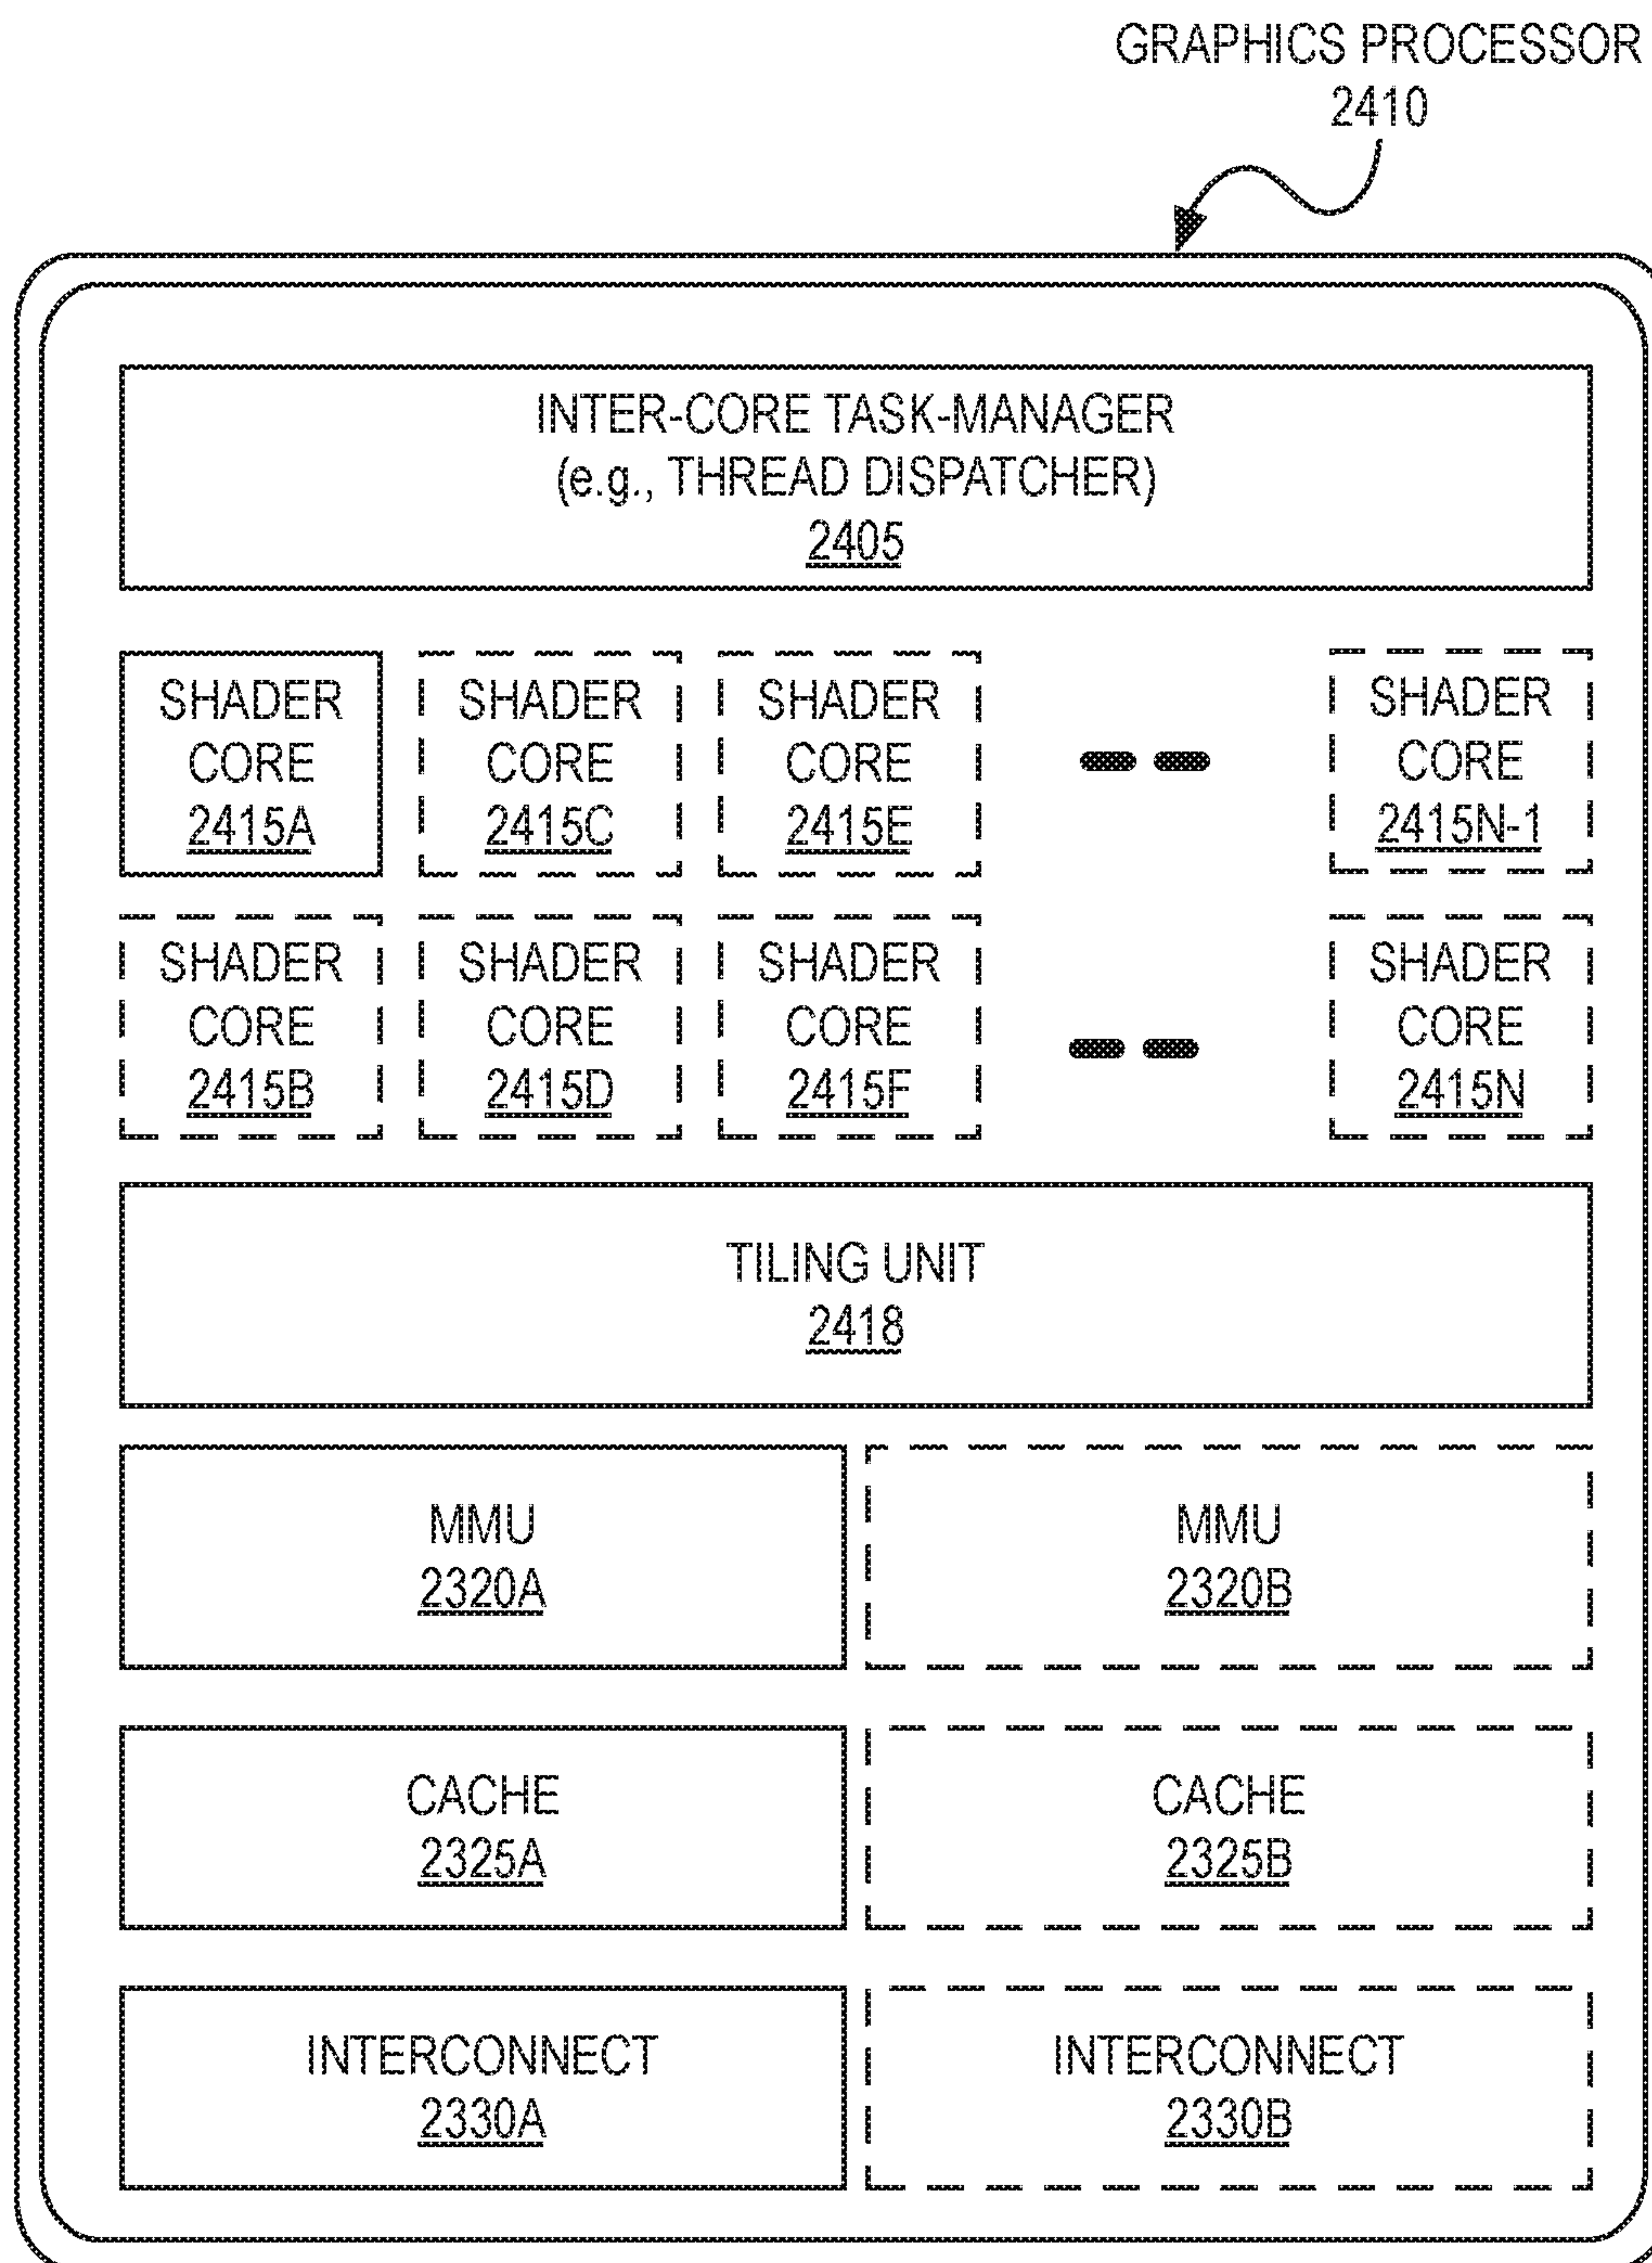 GRAPHICS PROCESSOR
2410
INTER-CORE TASK-MANAGER
(e.g., THREAD DISPATCHER)
2405
SHADER
CORE
2415A
SHADER
CORE
2415C
SHADER
CORE
2415E
SHADER
CORE
2415N-1
SHADER
CORE
2415B
SHADER
CORE
2415D
SHADER
CORE
2415F
SHADER
CORE
2415N
TILING UNIT
2418
MMU
2320A
MMU
2320B
CACHE
2325A
CACHE
2325B
INTERCONNECT
2330A
INTERCONNECT
2330B